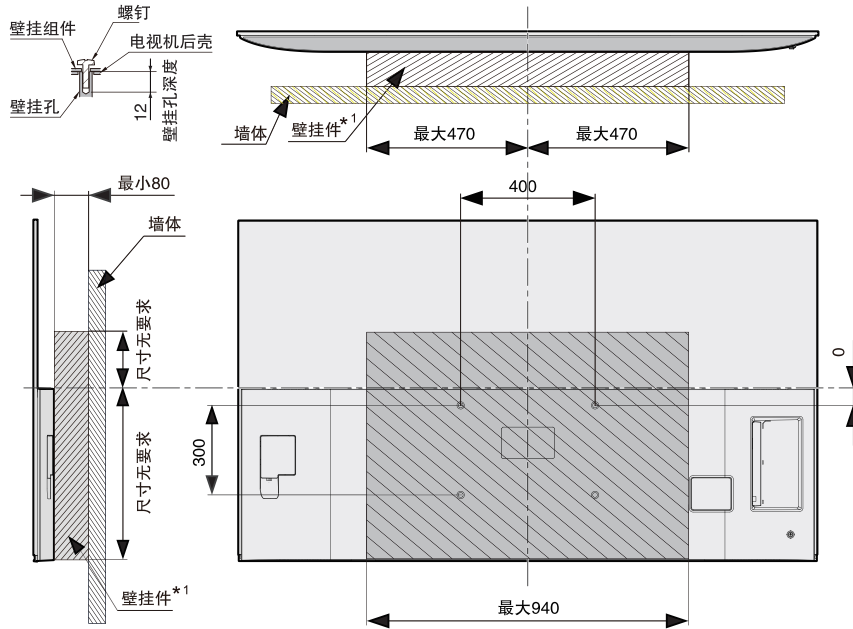 螺钉
壁挂组件
电视机后壳
壁挂孔
12
壁挂孔深度
墙体
壁挂件*1
最大470
最大470
最小80
400
墙体
尺寸无要求
0
尺寸无要求
300
壁挂件*1
最大940